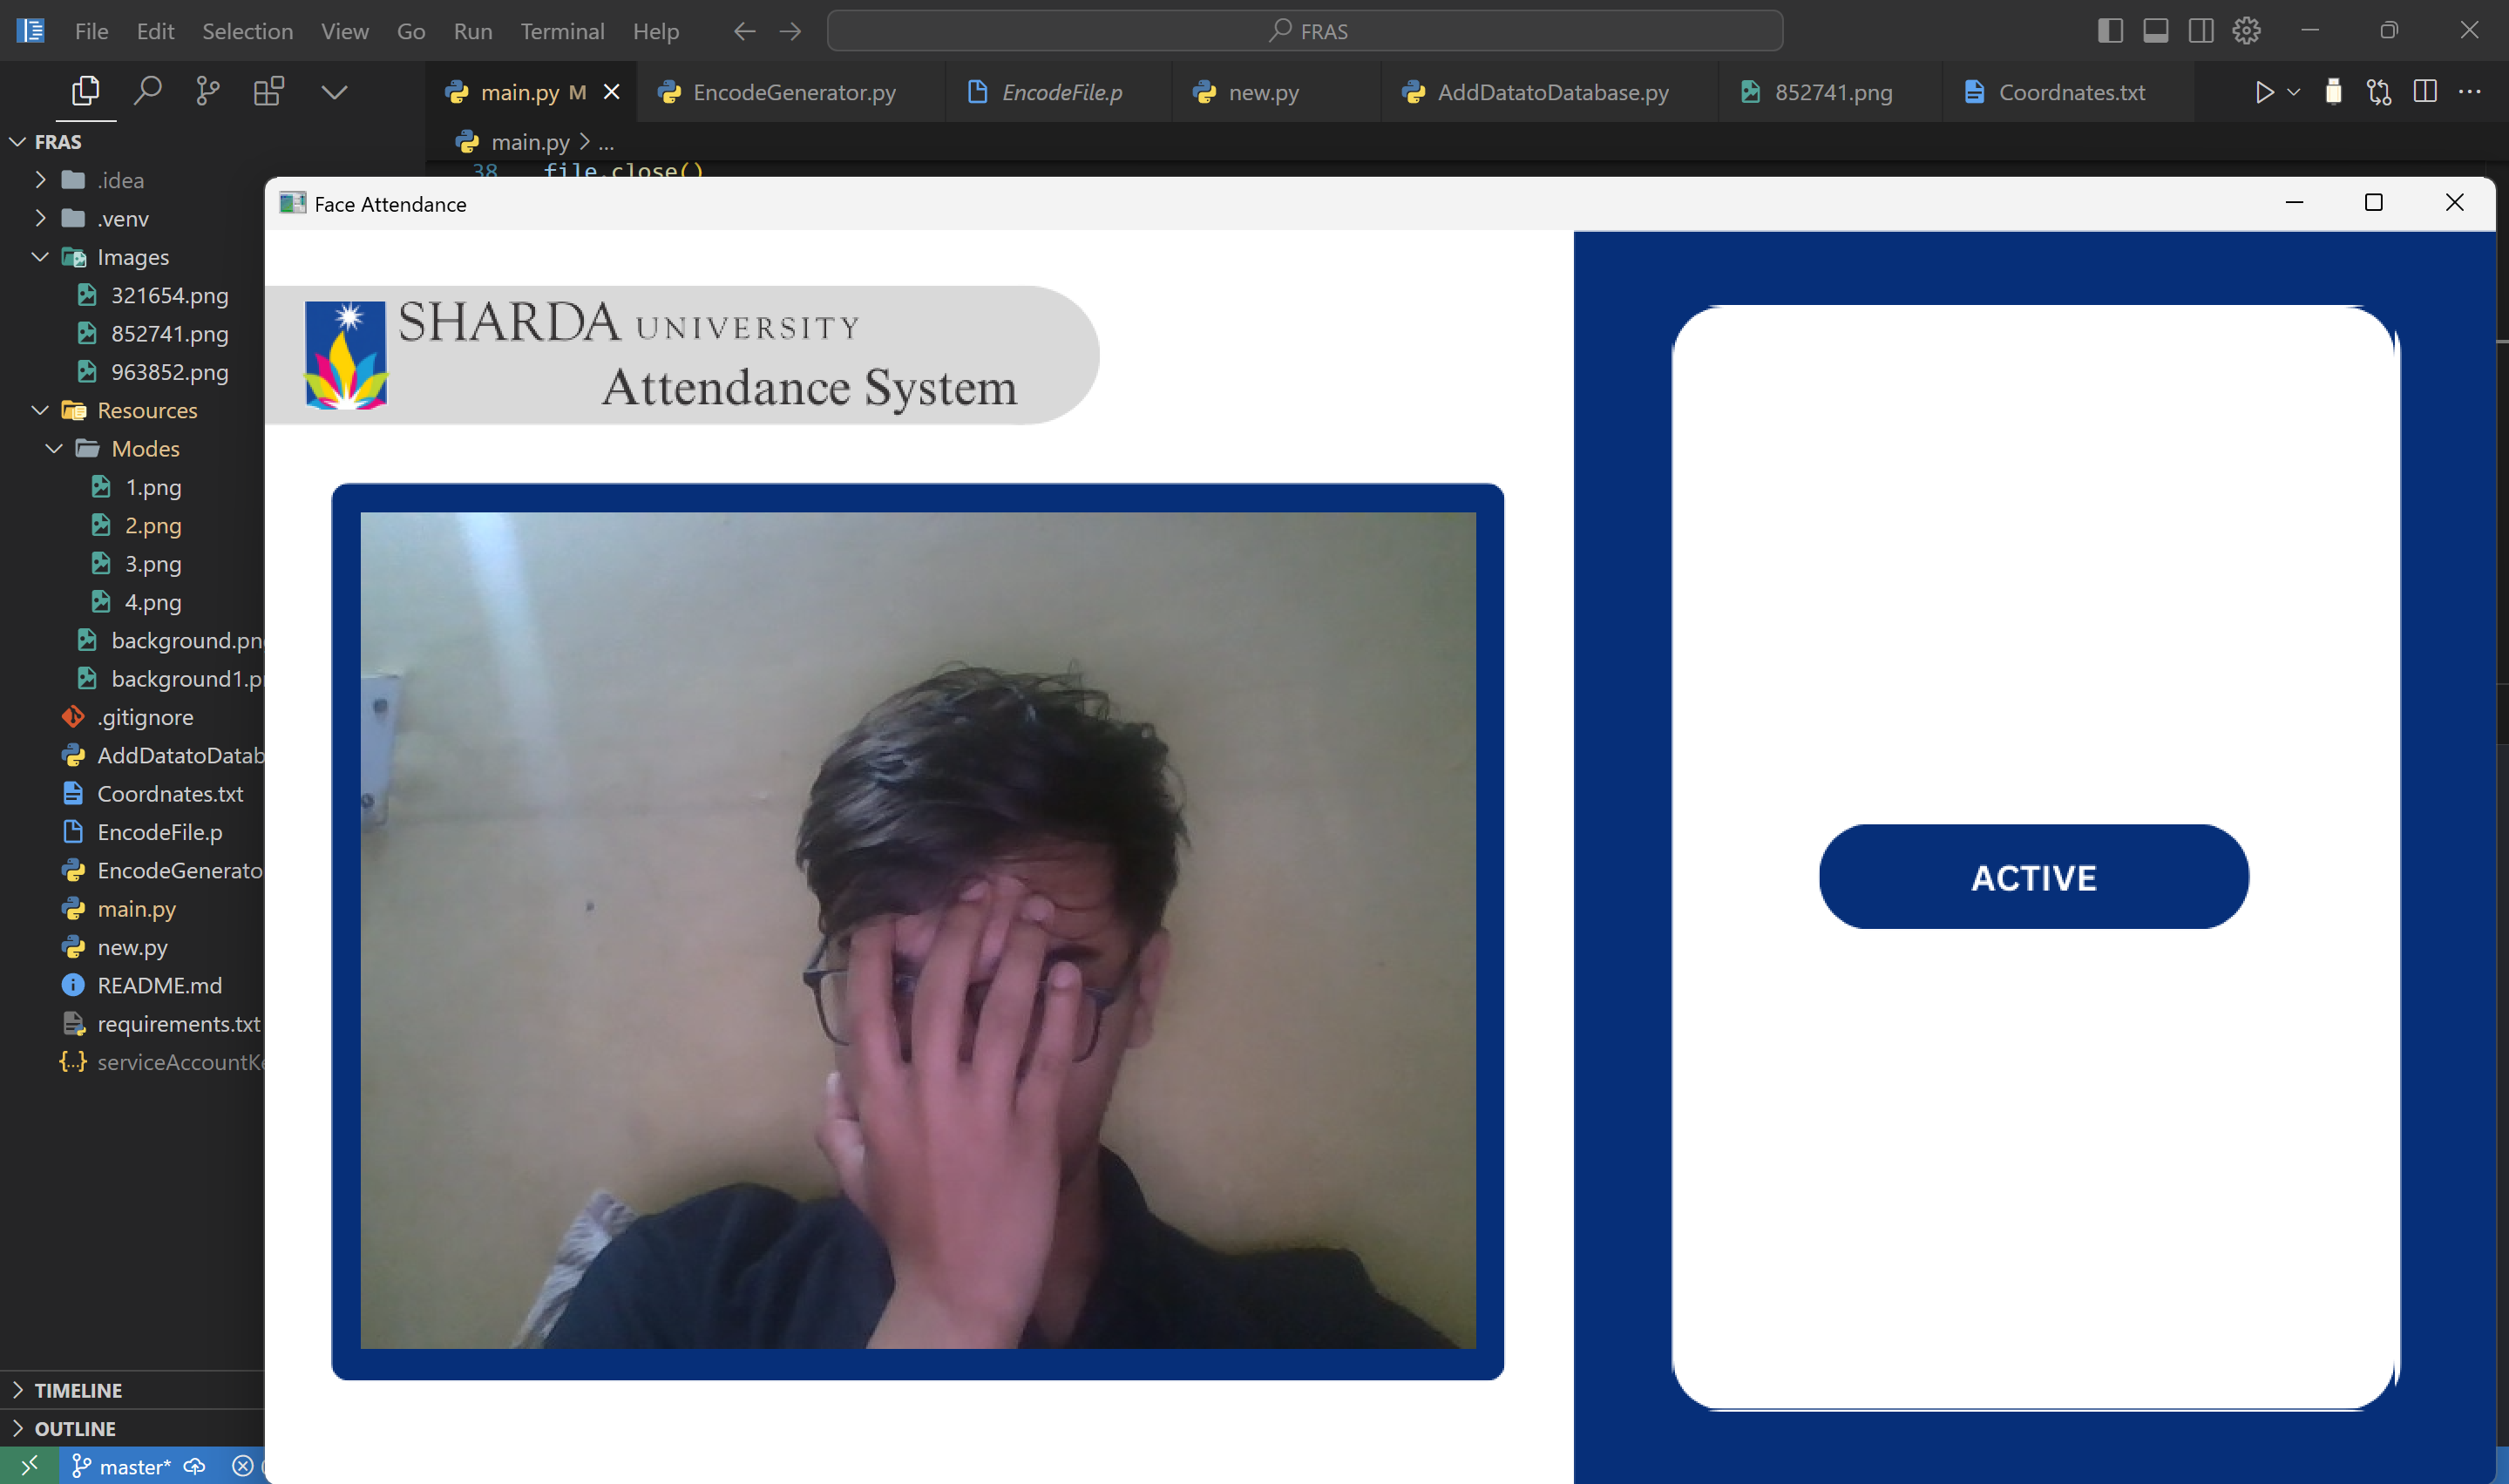 File Edit Selection View Go Run Terminal Help FRAS
main.py M EncodeGenerator.py EncodeFile.p new.py AddDatatoDatabase.py 852741.png Coordnates.txt
FRAS
main.py > ...
38 file.close()
.idea
.venv
Images
321654.png
852741.png
963852.png
Resources
Modes
1.png
2.png
3.png
4.png
background.pn
background1.p
.gitignore
AddDatatoDatab
Coordnates.txt
EncodeFile.p
EncodeGenerato
main.py
new.py
README.md
requirements.txt
serviceAccountKe
TIMELINE
OUTLINE
master*
Face Attendance
SHARDA UNIVERSITY
Attendance System
ACTIVE